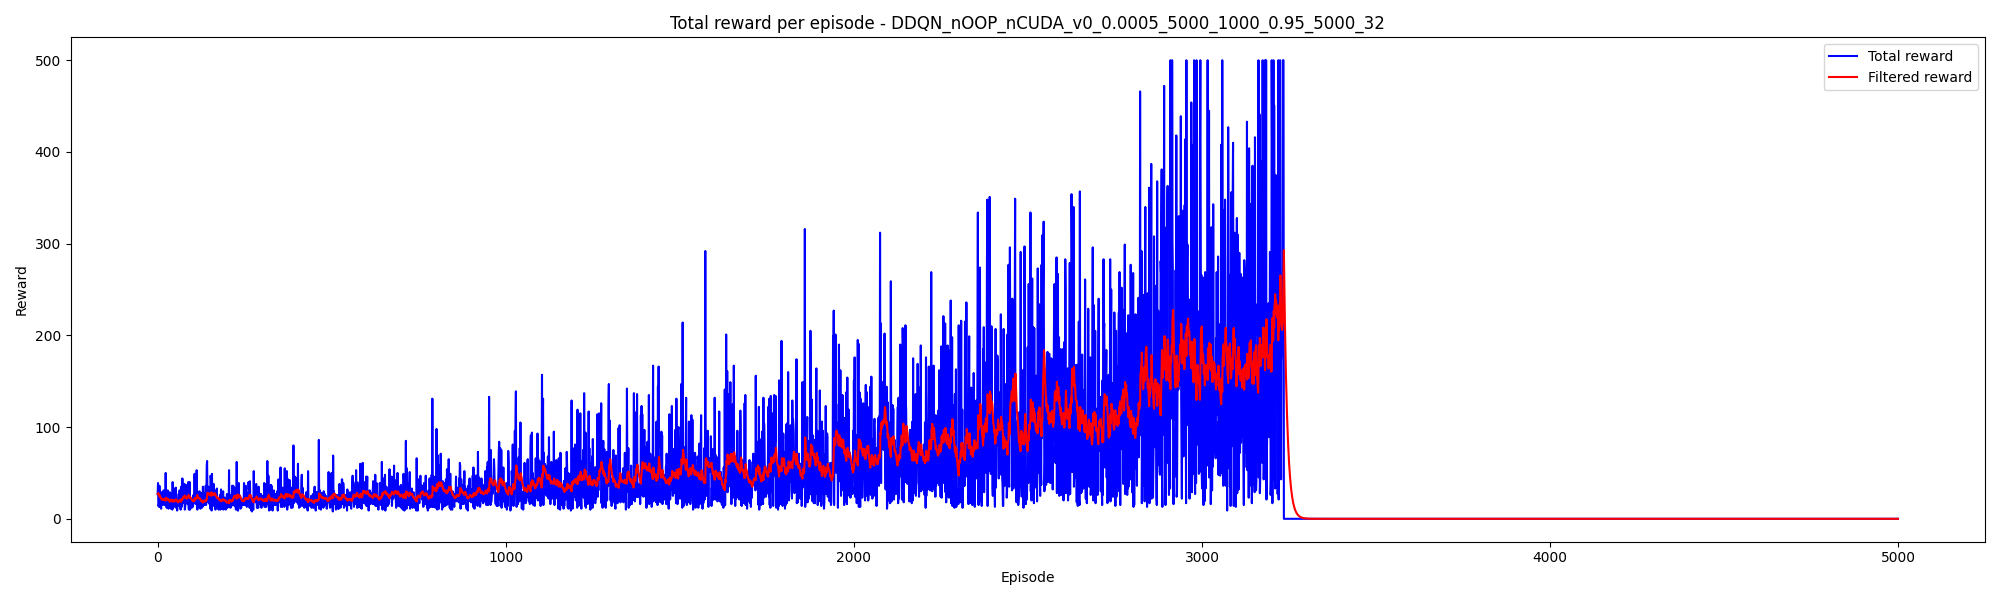 Total reward per episode - DDQN_nOOP_nCUDA_v0_0.0005_5000_1000_0.95_5000_32
Total reward
Filtered reward
500
400
300
200
100
0
Reward
0 1000 2000 3000 4000 5000
Episode